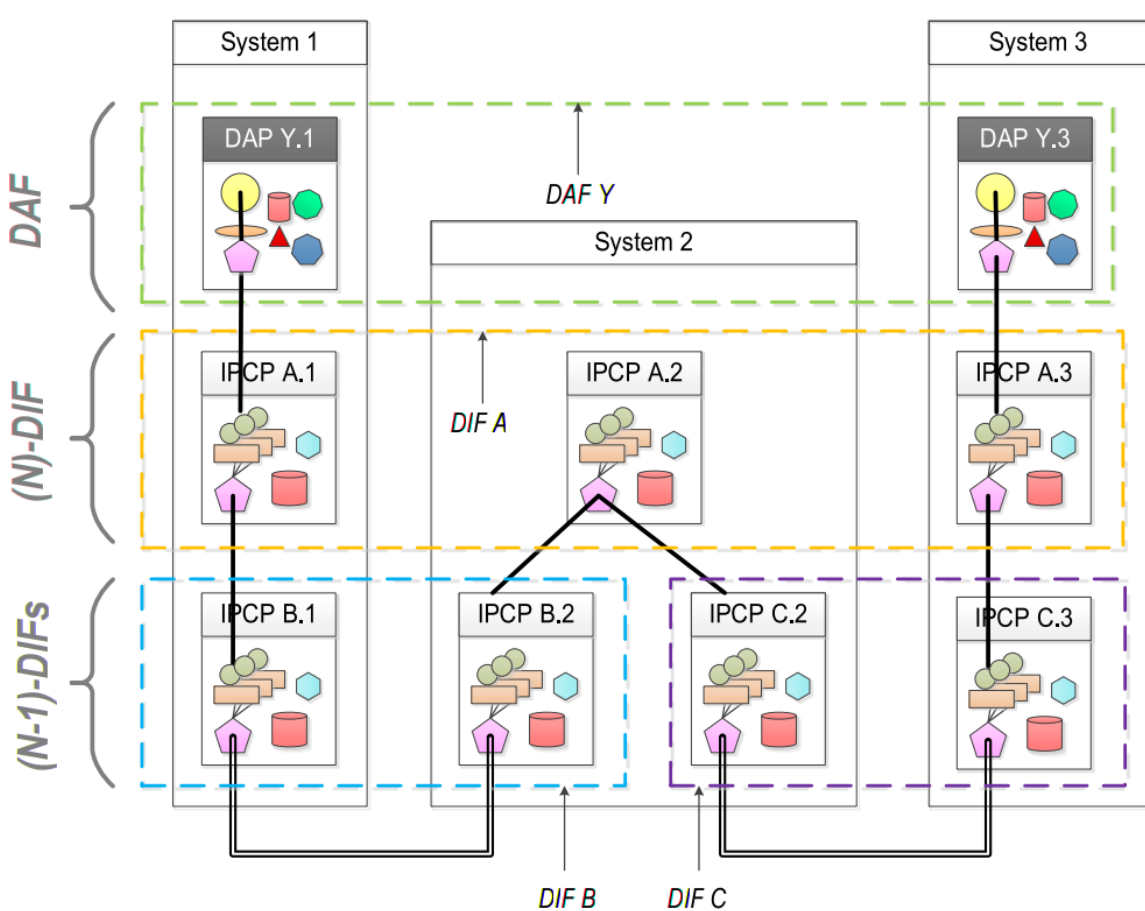 System 1
System 3
DAF
DAP Y.1
DAP Y.3
DAF Y
System 2
(N)-DIF
IPCP A.1
IPCP A.2
IPCP A.3
DIF A
(N-1)-DIFs
IPCP B.1
IPCP B.2
IPCP C.2
IPCP C.3
DIF B
DIF C